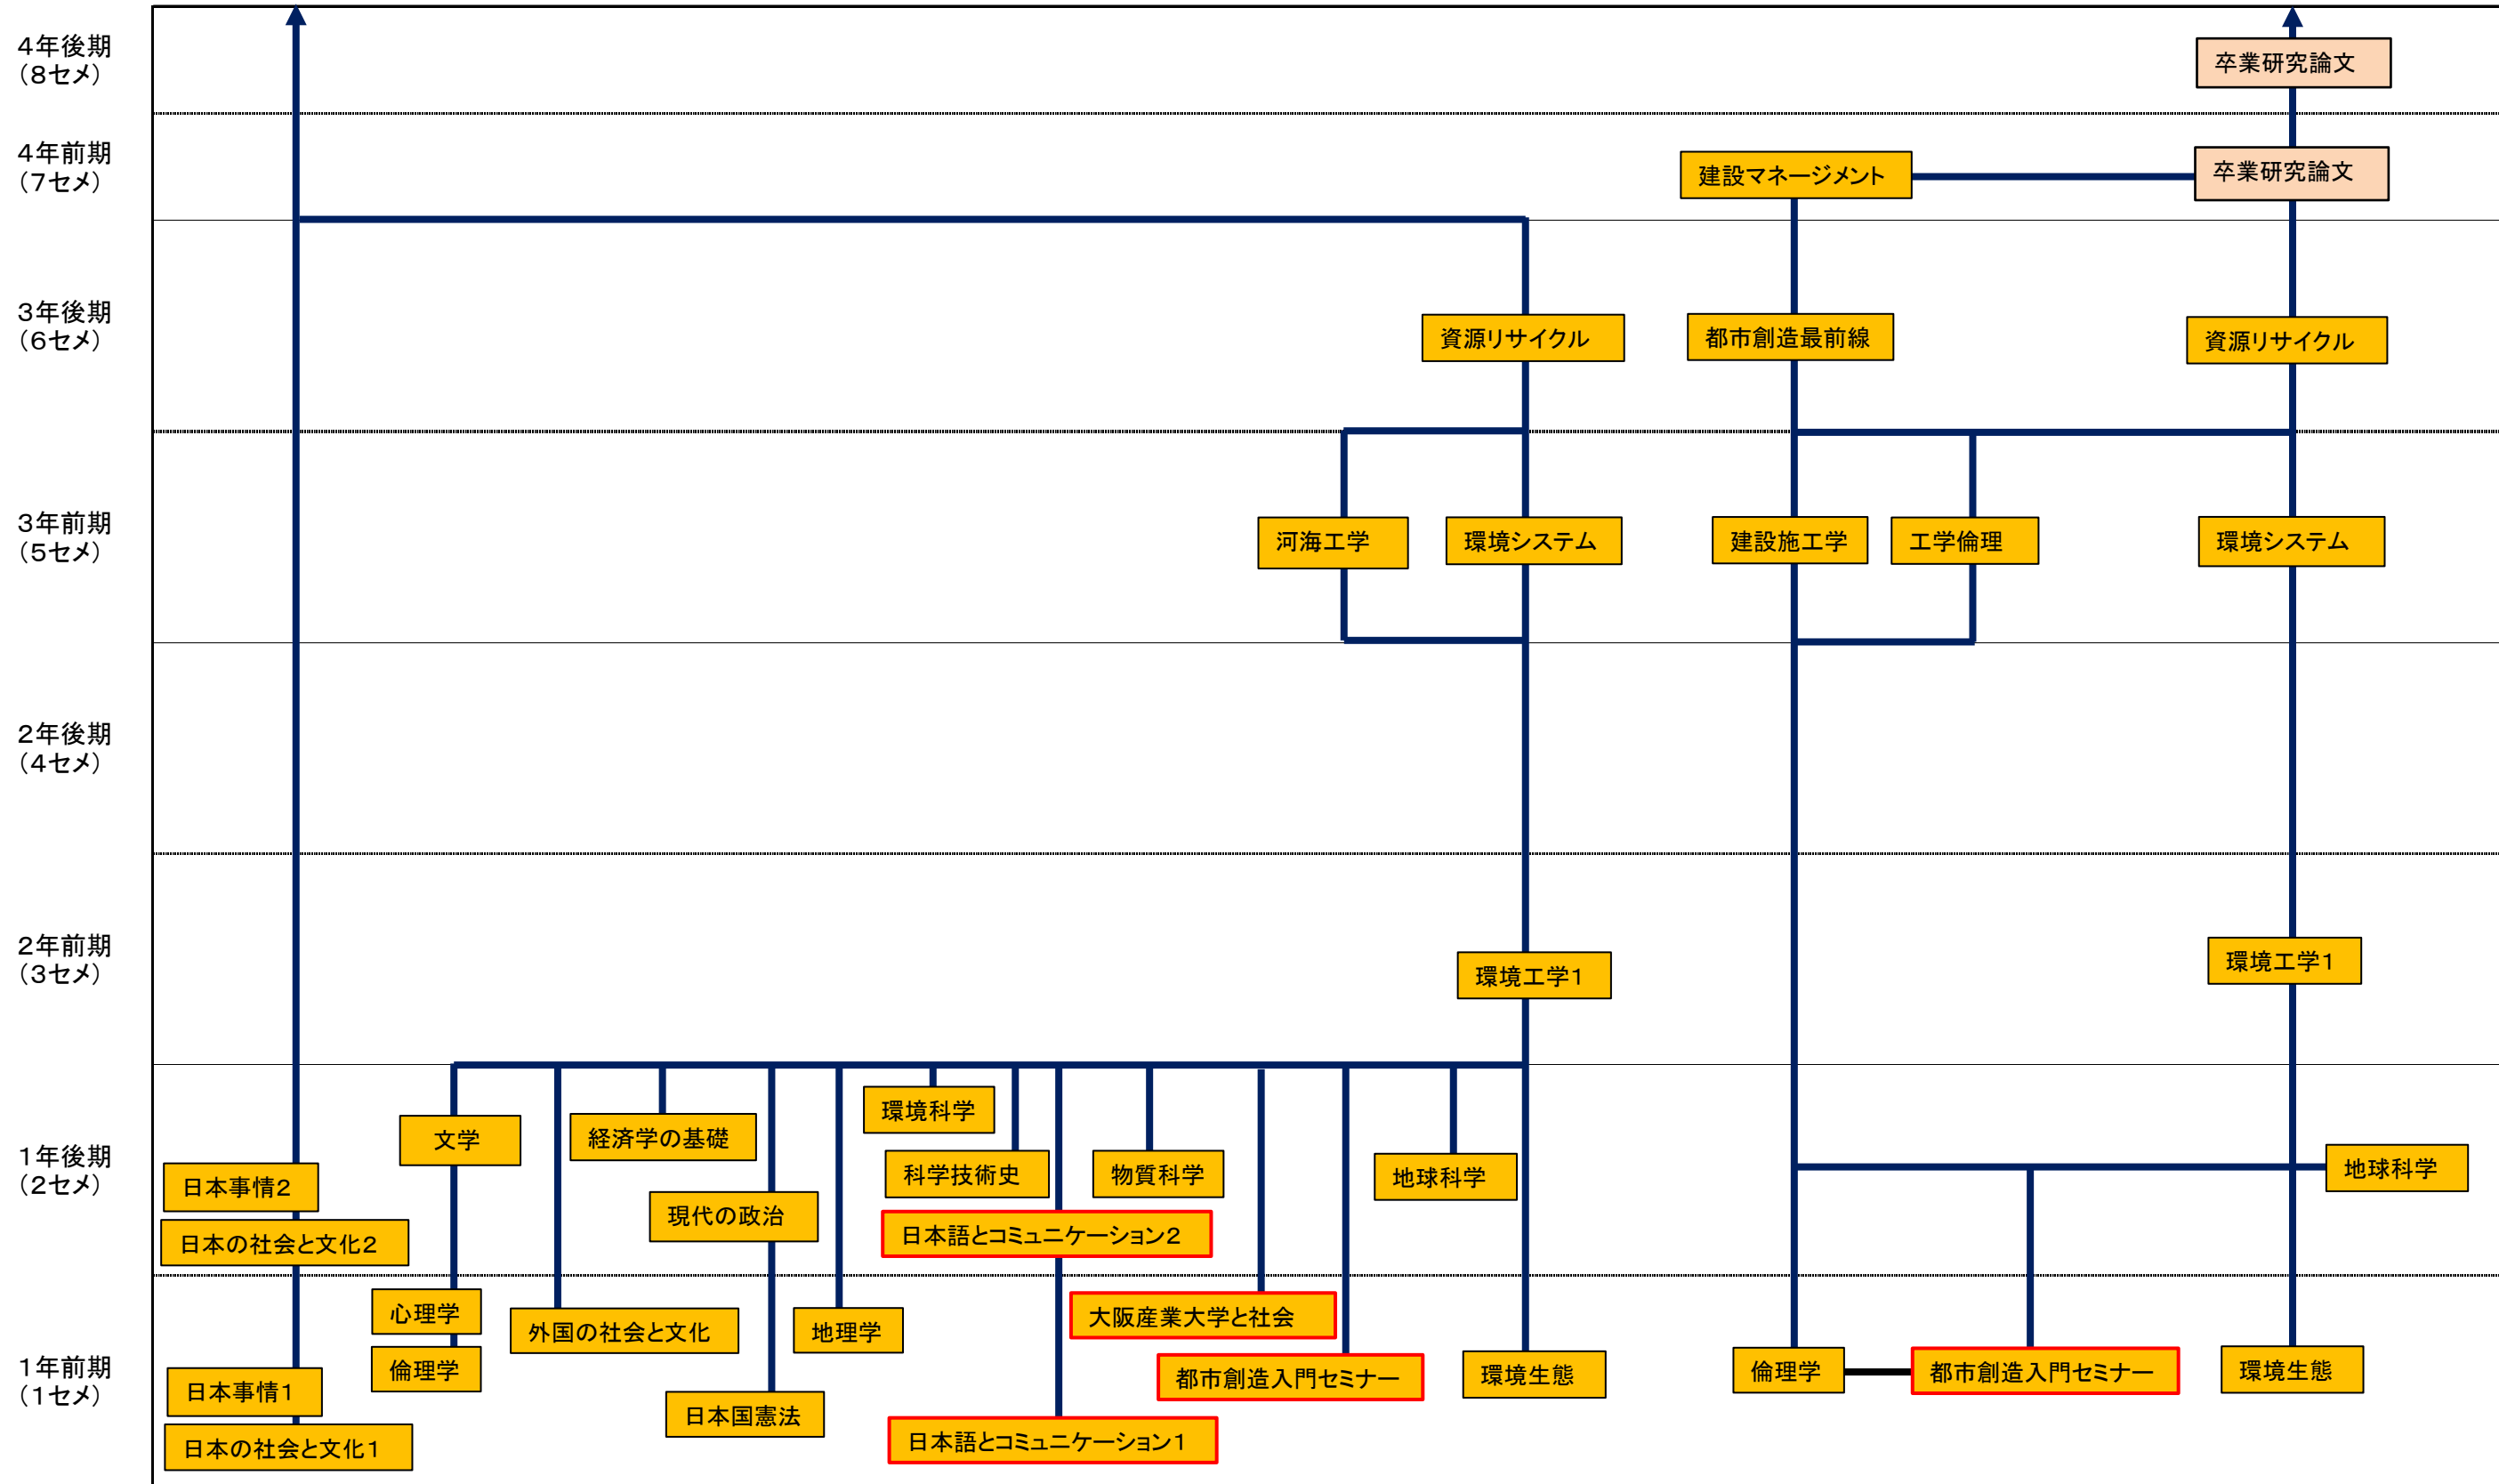 4年後期
(8セメ)
卒業研究論文
4年前期
(7セメ)
建設マネージメント
卒業研究論文
3年後期
(6セメ)
資源リサイクル
都市創造最前線
資源リサイクル
3年前期
(5セメ)
河海工学
環境システム
建設施工学
工学倫理
環境システム
2年後期
(4セメ)
2年前期
(3セメ)
環境工学1
環境工学1
1年後期
(2セメ)
環境科学
文学
経済学の基礎
科学技術史
物質科学
地球科学
地球科学
日本事情2
現代の政治
日本語とコミュニケーション2
日本の社会と文化2
1年前期
(1セメ)
心理学
外国の社会と文化
地理学
大阪産業大学と社会
倫理学
日本事情1
都市創造入門セミナー
環境生態
倫理学
都市創造入門セミナー
環境生態
日本国憲法
日本の社会と文化1
日本語とコミュニケーション1